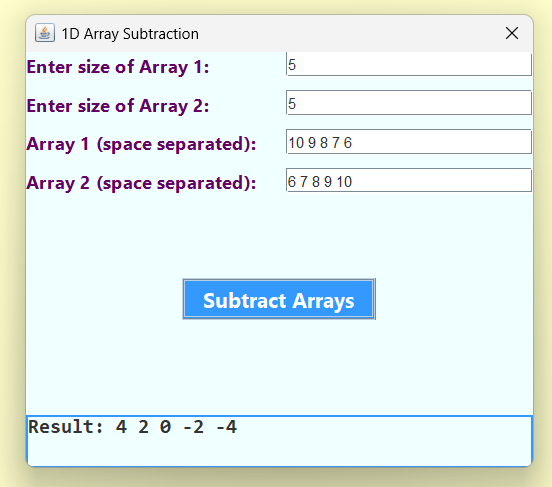 1D Array Subtraction
Enter size of Array 1: 5
Enter size of Array 2: 5
Array 1 (space separated): 10 9 8 7 6
Array 2 (space separated): 6 7 8 9 10
Subtract Arrays
Result: 4 2 0 -2 -4